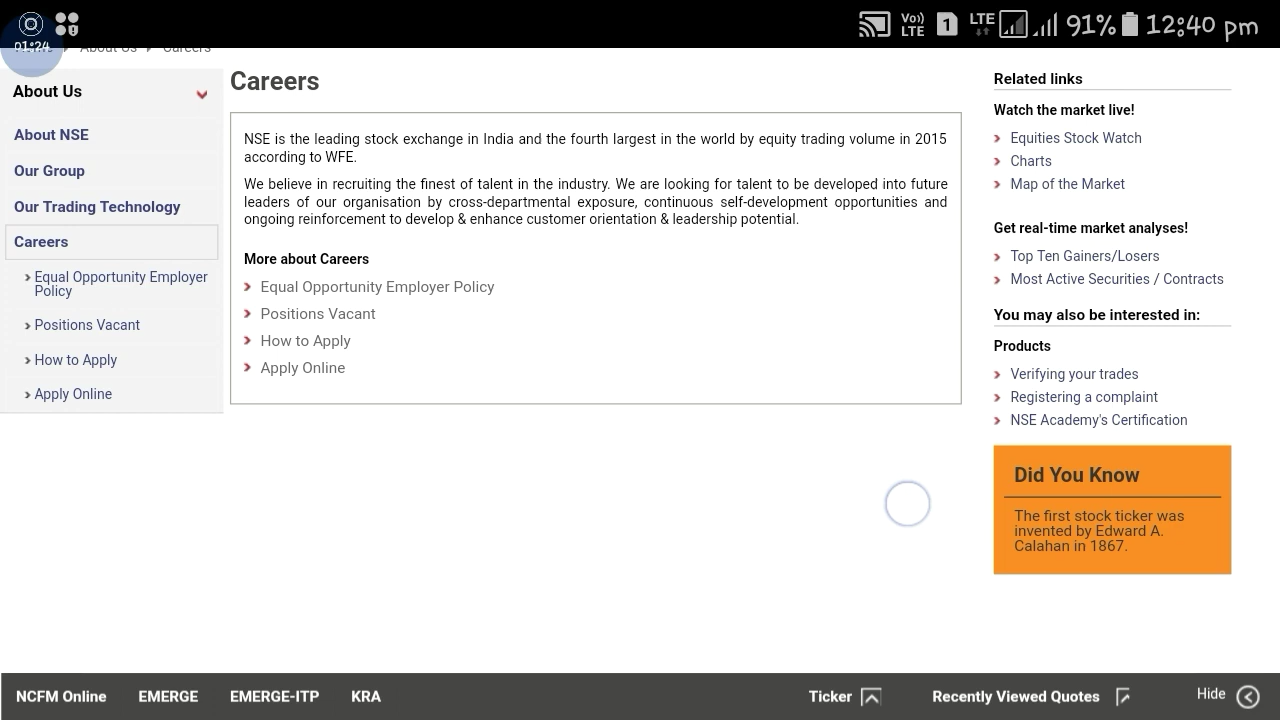 01:24
Vo))
LTE
1
LTE
91%
12:40 pm
About Us
Careers
About Us
About NSE
Our Group
Our Trading Technology
Careers
Equal Opportunity Employer
Policy
Positions Vacant
How to Apply
Apply Online
Careers
NSE is the leading stock exchange in India and the fourth largest in the world by equity trading volume in 2015
according to WFE.
We believe in recruiting the finest of talent in the industry. We are looking for talent to be developed into future
leaders of our organisation by cross-departmental exposure, continuous self-development opportunities and
ongoing reinforcement to develop & enhance customer orientation & leadership potential.
More about Careers
Equal Opportunity Employer Policy
Positions Vacant
How to Apply
Apply Online
Related links
Watch the market live!
Equities Stock Watch
Charts
Map of the Market
Get real-time market analyses!
Top Ten Gainers/Losers
Most Active Securities / Contracts
You may also be interested in:
Products
Verifying your trades
Registering a complaint
NSE Academy's Certification
Did You Know
The first stock ticker was
invented by Edward A.
Calahan in 1867.
NCFM Online
EMERGE
EMERGE-ITP
KRA
Ticker
Recently Viewed Quotes
Hide